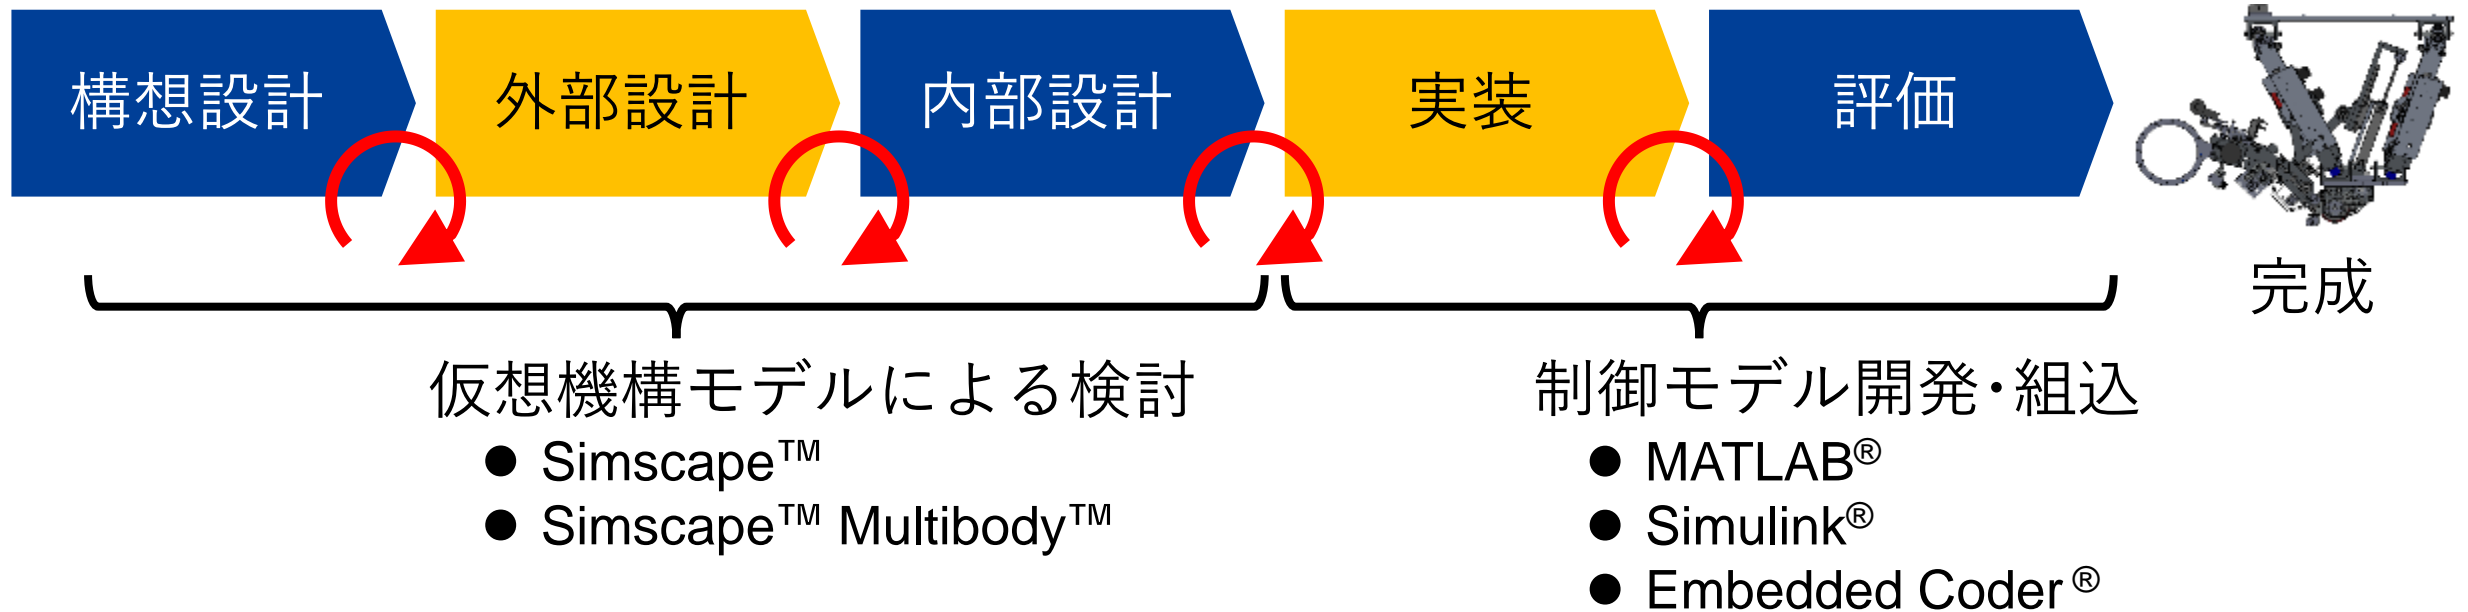 構想設計
外部設計
内部設計
実装
評価
完成
仮想機構モデルによる検討
● Simscape™
● Simscape™ Multibody™
制御モデル開発・組込
● MATLAB®
● Simulink®
● Embedded Coder ®